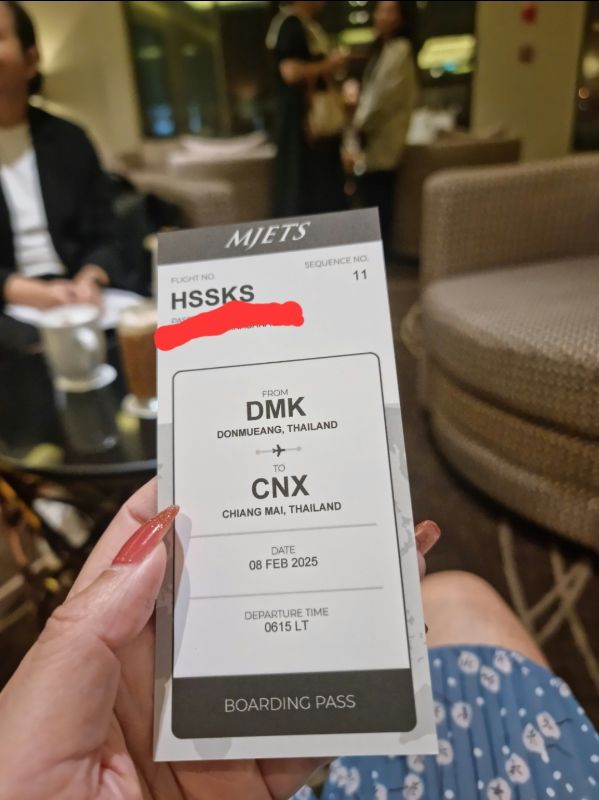 MJETS
FLIGHT NO.
SEQUENCE NO.
HSSKS
11
FROM
DMK
DONMUEANG, THAILAND
TO
CNX
CHIANG MAI, THAILAND
DATE
08 FEB 2025
DEPARTURE TIME
0615 LT
BOARDING PASS